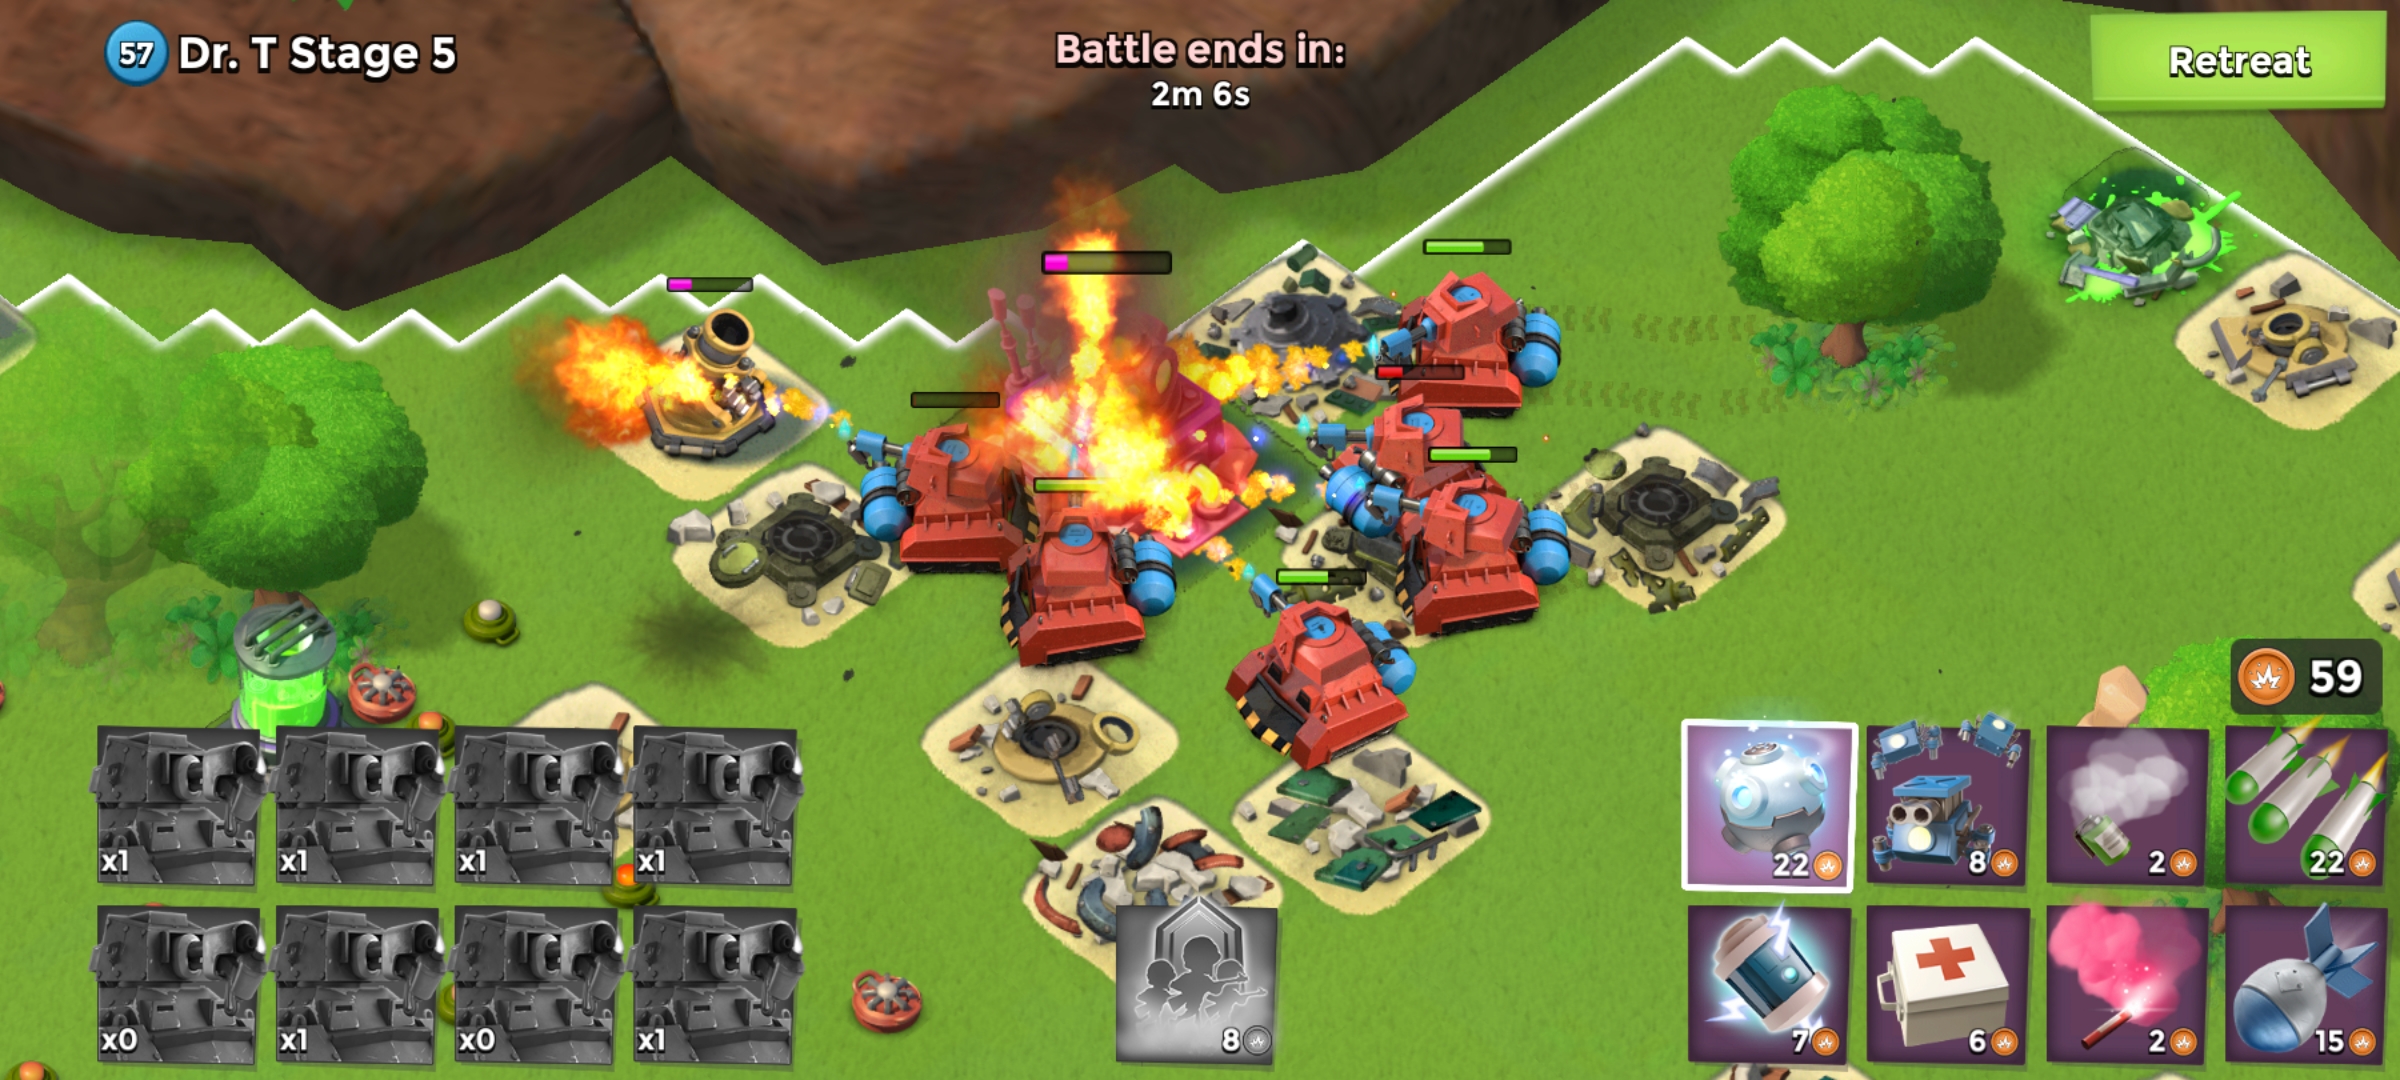 57 Dr. T Stage 5
Battle ends in:
2m 6s
Retreat
59
x1 x1 x1 x1
22 8 2 22
x0 x1 x0 x1
8
7 6 2 15